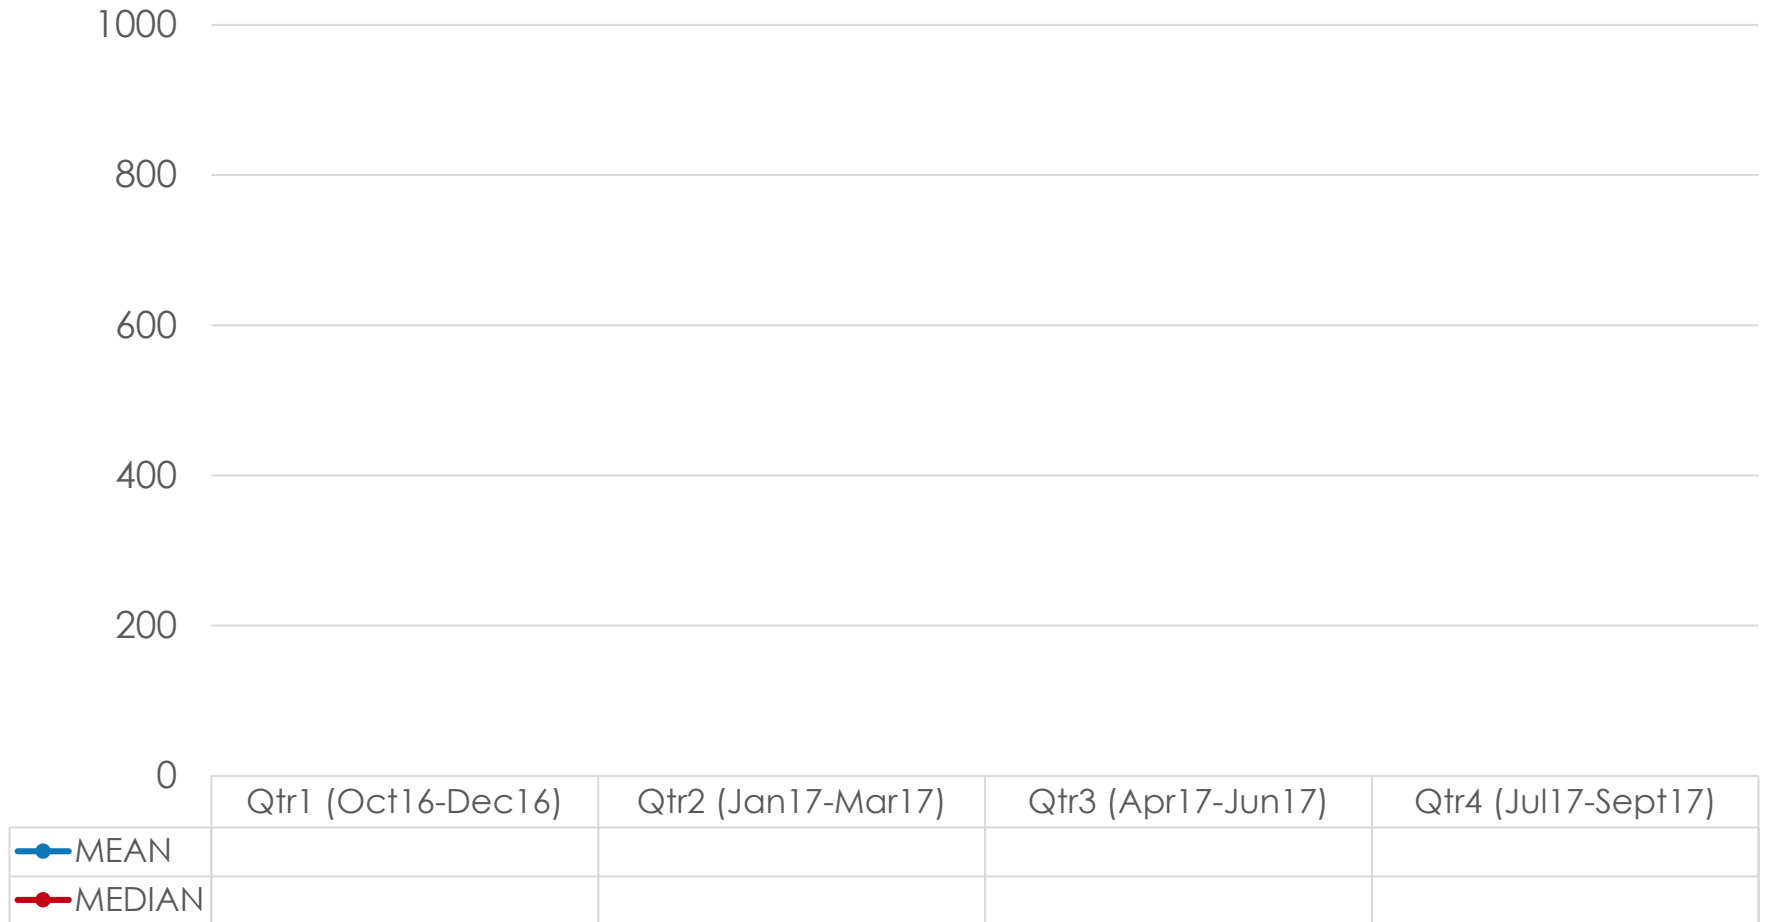 1000
800
600
400
200
0
Qtr1 (Oct16-Dec16) Qtr2 (Jan17-Mar17) Qtr3 (Apr17-Jun17) Qtr4 (Jul17-Sept17)
MEAN
MEDIAN